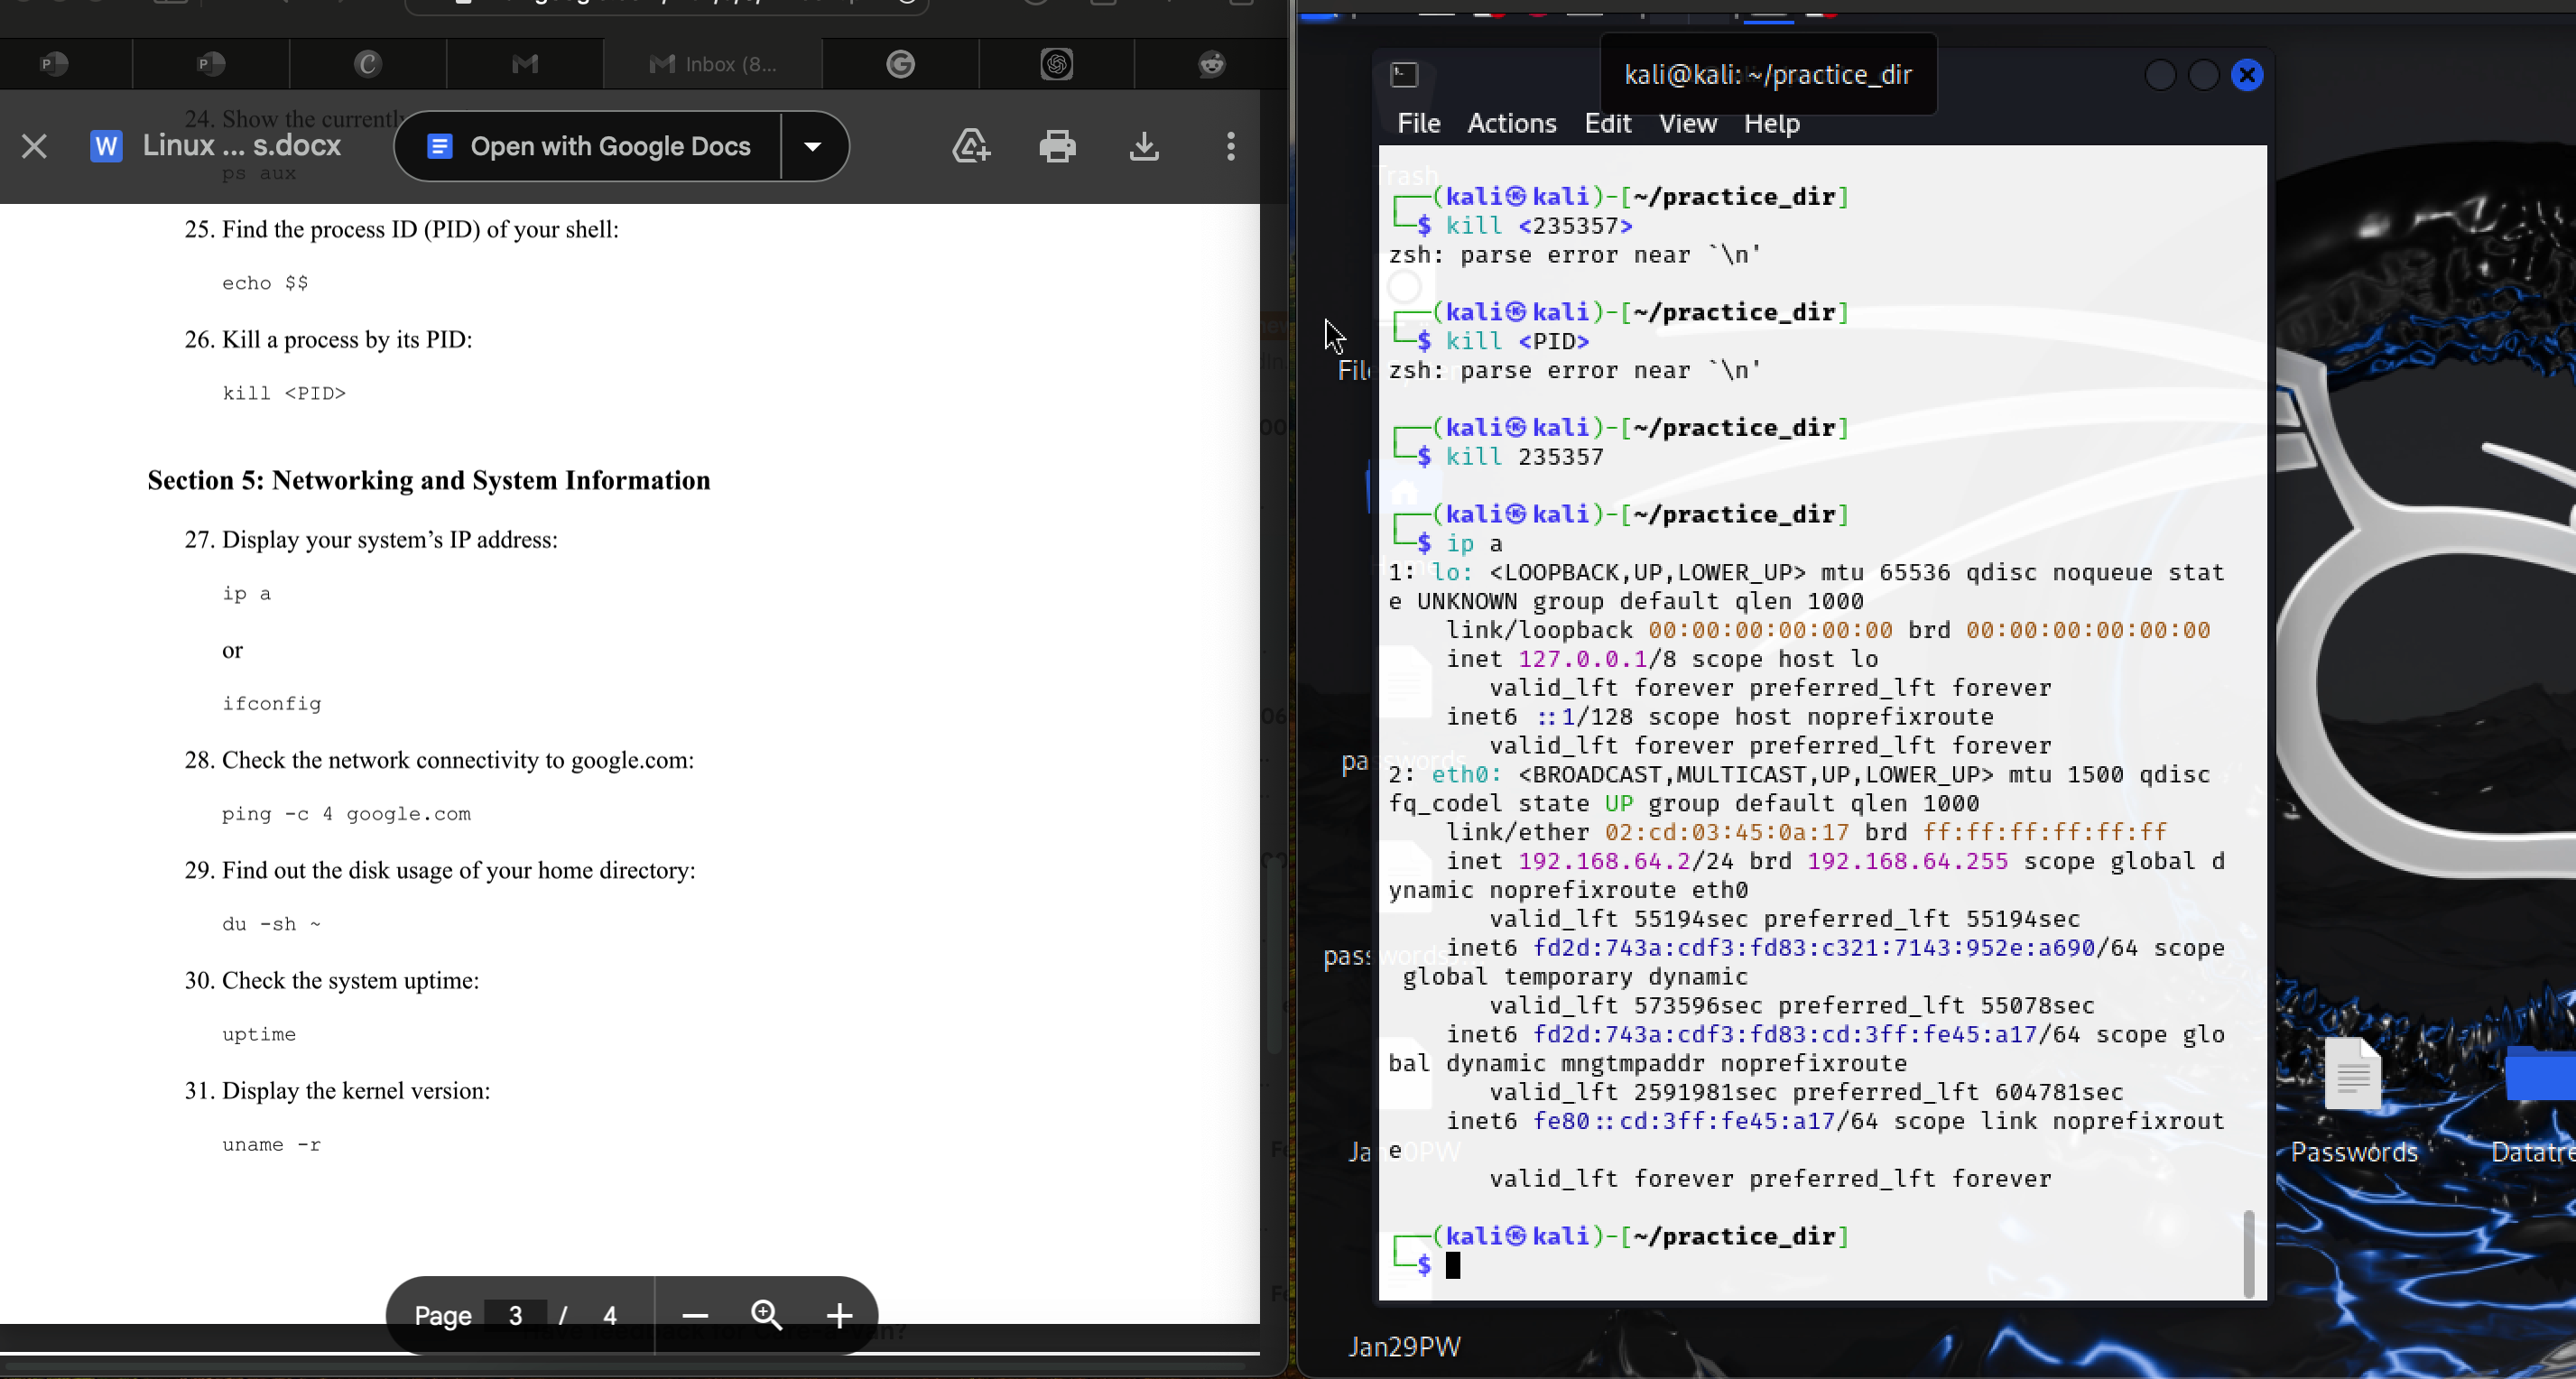 Inbox (8...
24. Show the currently
Linux ... s.docx
Open with Google Docs
ps aux
25. Find the process ID (PID) of your shell:
echo $$
26. Kill a process by its PID:
kill <PID>
Section 5: Networking and System Information
27. Display your system’s IP address:
ip a
or
ifconfig
28. Check the network connectivity to google.com:
ping -c 4 google.com
29. Find out the disk usage of your home directory:
du -sh ~
30. Check the system uptime:
uptime
31. Display the kernel version:
uname -r
Page 3 / 4
kali@kali: ~/practice_dir
File Actions Edit View Help
Trash
┌──(kali㉿kali)-[~/practice_dir]
└─$ kill <235357>
zsh: parse error near `\n'
┌──(kali㉿kali)-[~/practice_dir]
└─$ kill <PID>
zsh: parse error near `\n'
┌──(kali㉿kali)-[~/practice_dir]
└─$ kill 235357
┌──(kali㉿kali)-[~/practice_dir]
└─$ ip a
1: lo: <LOOPBACK,UP,LOWER_UP> mtu 65536 qdisc noqueue stat
e UNKNOWN group default qlen 1000
link/loopback 00:00:00:00:00:00 brd 00:00:00:00:00:00
inet 127.0.0.1/8 scope host lo
valid_lft forever preferred_lft forever
inet6 ::1/128 scope host noprefixroute
valid_lft forever preferred_lft forever
2: eth0: <BROADCAST,MULTICAST,UP,LOWER_UP> mtu 1500 qdisc
fq_codel state UP group default qlen 1000
link/ether 02:cd:03:45:0a:17 brd ff:ff:ff:ff:ff:ff
inet 192.168.64.2/24 brd 192.168.64.255 scope global d
ynamic noprefixroute eth0
valid_lft 55194sec preferred_lft 55194sec
inet6 fd2d:743a:cdf3:fd83:c321:7143:952e:a690/64 scope
global temporary dynamic
valid_lft 573596sec preferred_lft 55078sec
inet6 fd2d:743a:cdf3:fd83:cd:3ff:fe45:a17/64 scope glo
bal dynamic mngtmpaddr noprefixroute
valid_lft 2591981sec preferred_lft 604781sec
inet6 fe80::cd:3ff:fe45:a17/64 scope link noprefixrout
e
valid_lft forever preferred_lft forever
┌──(kali㉿kali)-[~/practice_dir]
└─$
passwords
Passwords
Datatre
Jan29PW